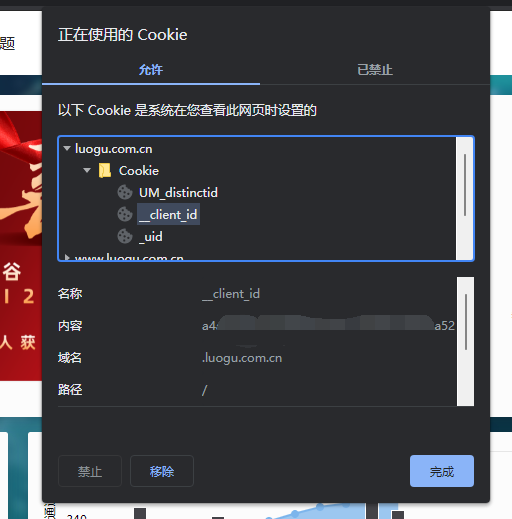 题
正在使用的 Cookie
允许
已禁止
以下 Cookie 是系统在您查看此网页时设置的
luogu.com.cn
Cookie
UM_distinctid
__client_id
_uid
www.luogu.com.cn
谷
名称
__client_id
I 2
内容
a4
a52
人 获
域名
.luogu.com.cn
路径
/
禁止
移除
完成
240